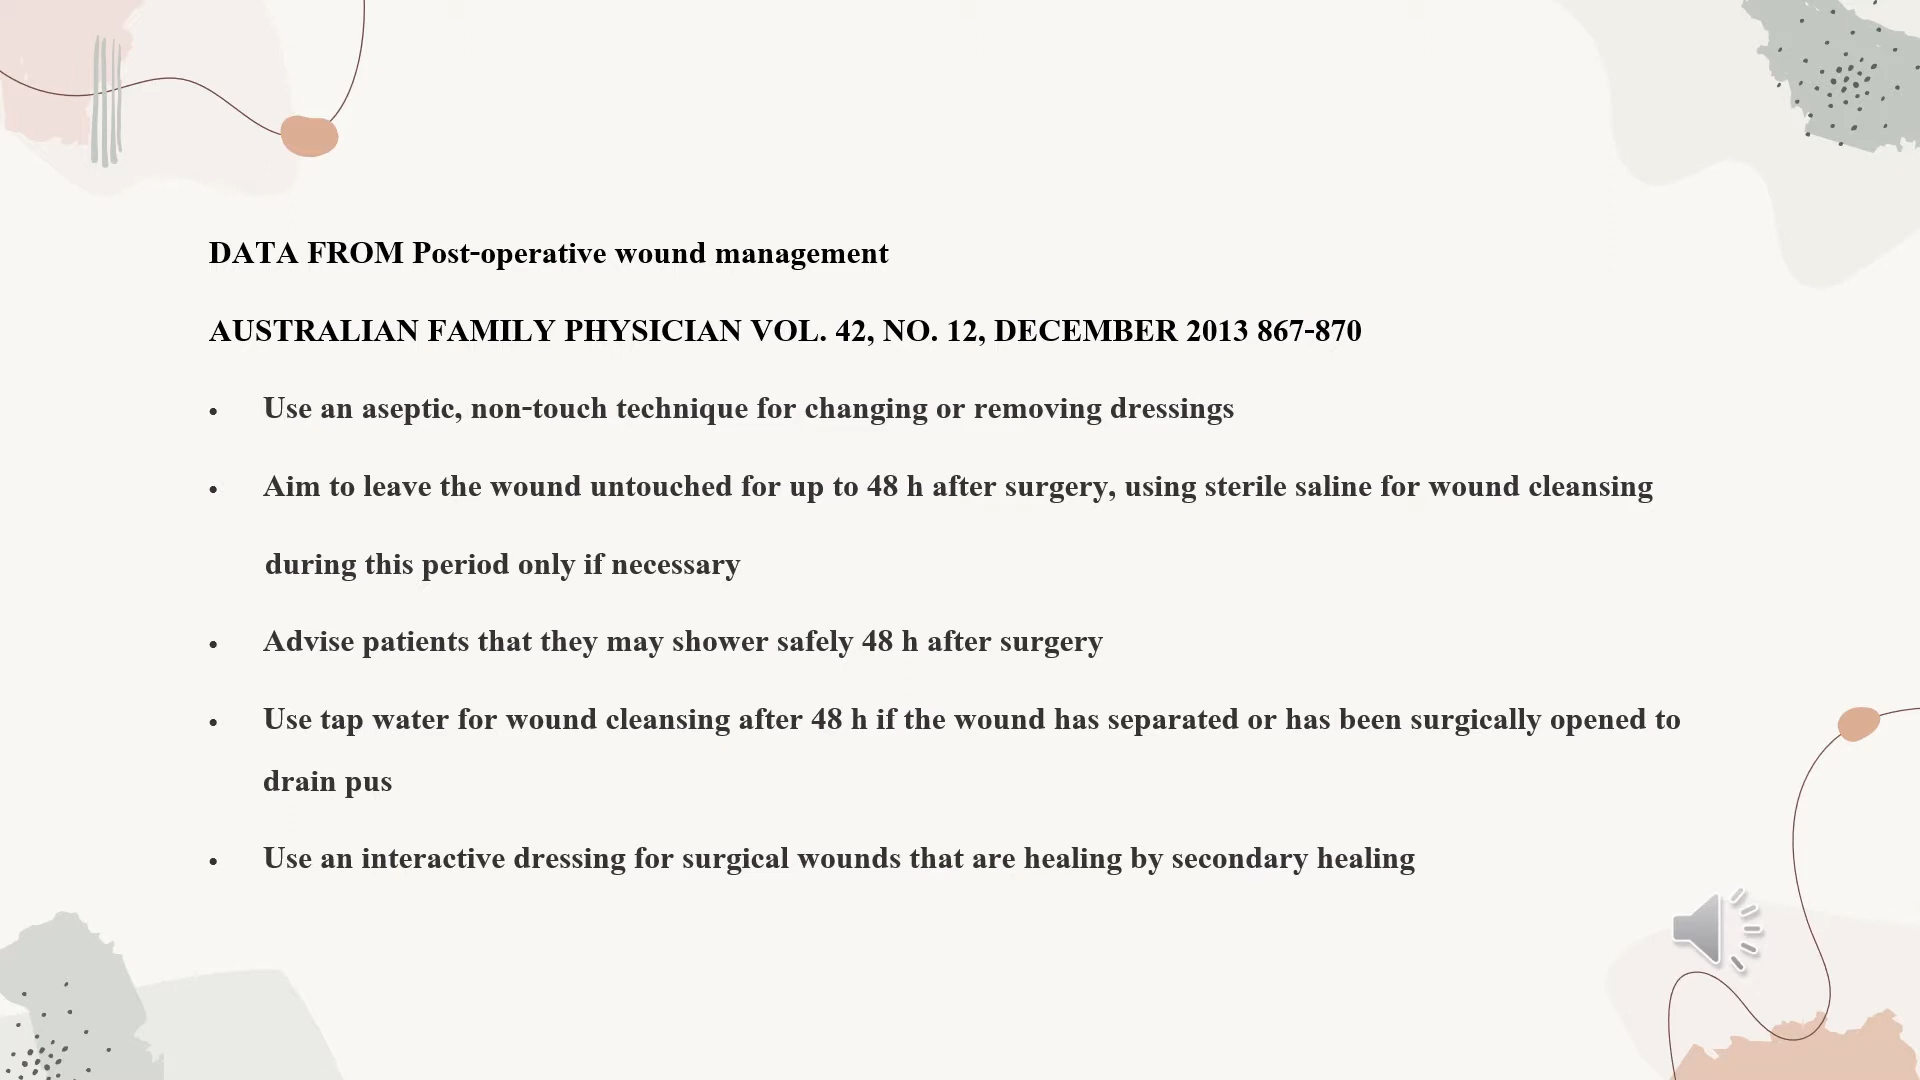 DATA FROM Post-operative wound management
AUSTRALIAN FAMILY PHYSICIAN VOL. 42, NO. 12, DECEMBER 2013 867-870
• Use an aseptic, non-touch technique for changing or removing dressings
• Aim to leave the wound untouched for up to 48 h after surgery, using sterile saline for wound cleansing
during this period only if necessary
• Advise patients that they may shower safely 48 h after surgery
• Use tap water for wound cleansing after 48 h if the wound has separated or has been surgically opened to
drain pus
• Use an interactive dressing for surgical wounds that are healing by secondary healing